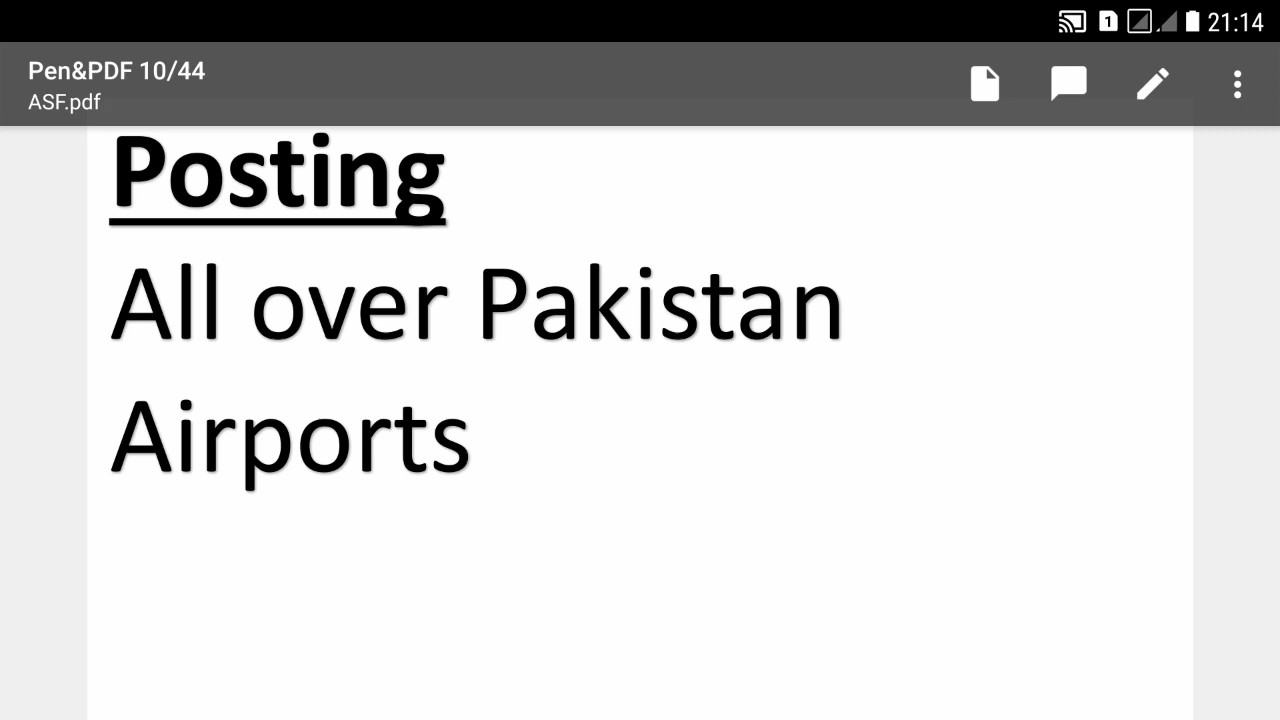 1
21:14
Pen&PDF 10/44
ASF.pdf
Posting
All over Pakistan
Airports